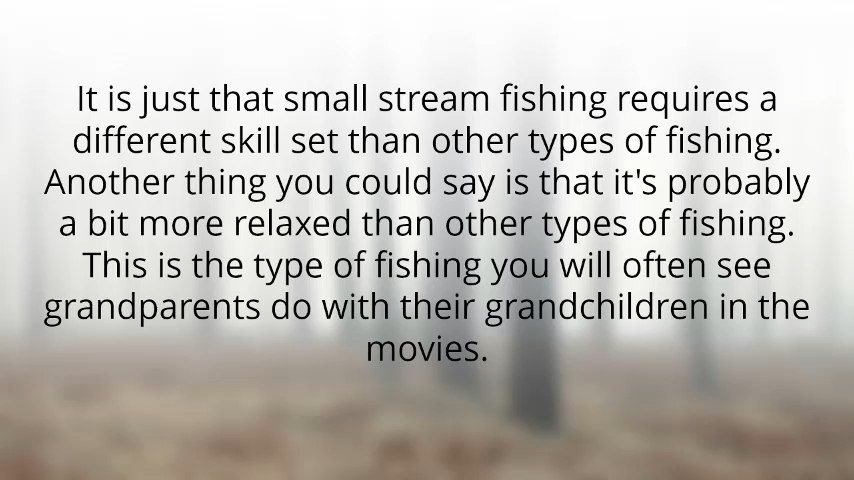 It is just that small stream fishing requires a
different skill set than other types of fishing.
Another thing you could say is that it's probably
a bit more relaxed than other types of fishing.
This is the type of fishing you will often see
grandparents do with their grandchildren in the
movies.